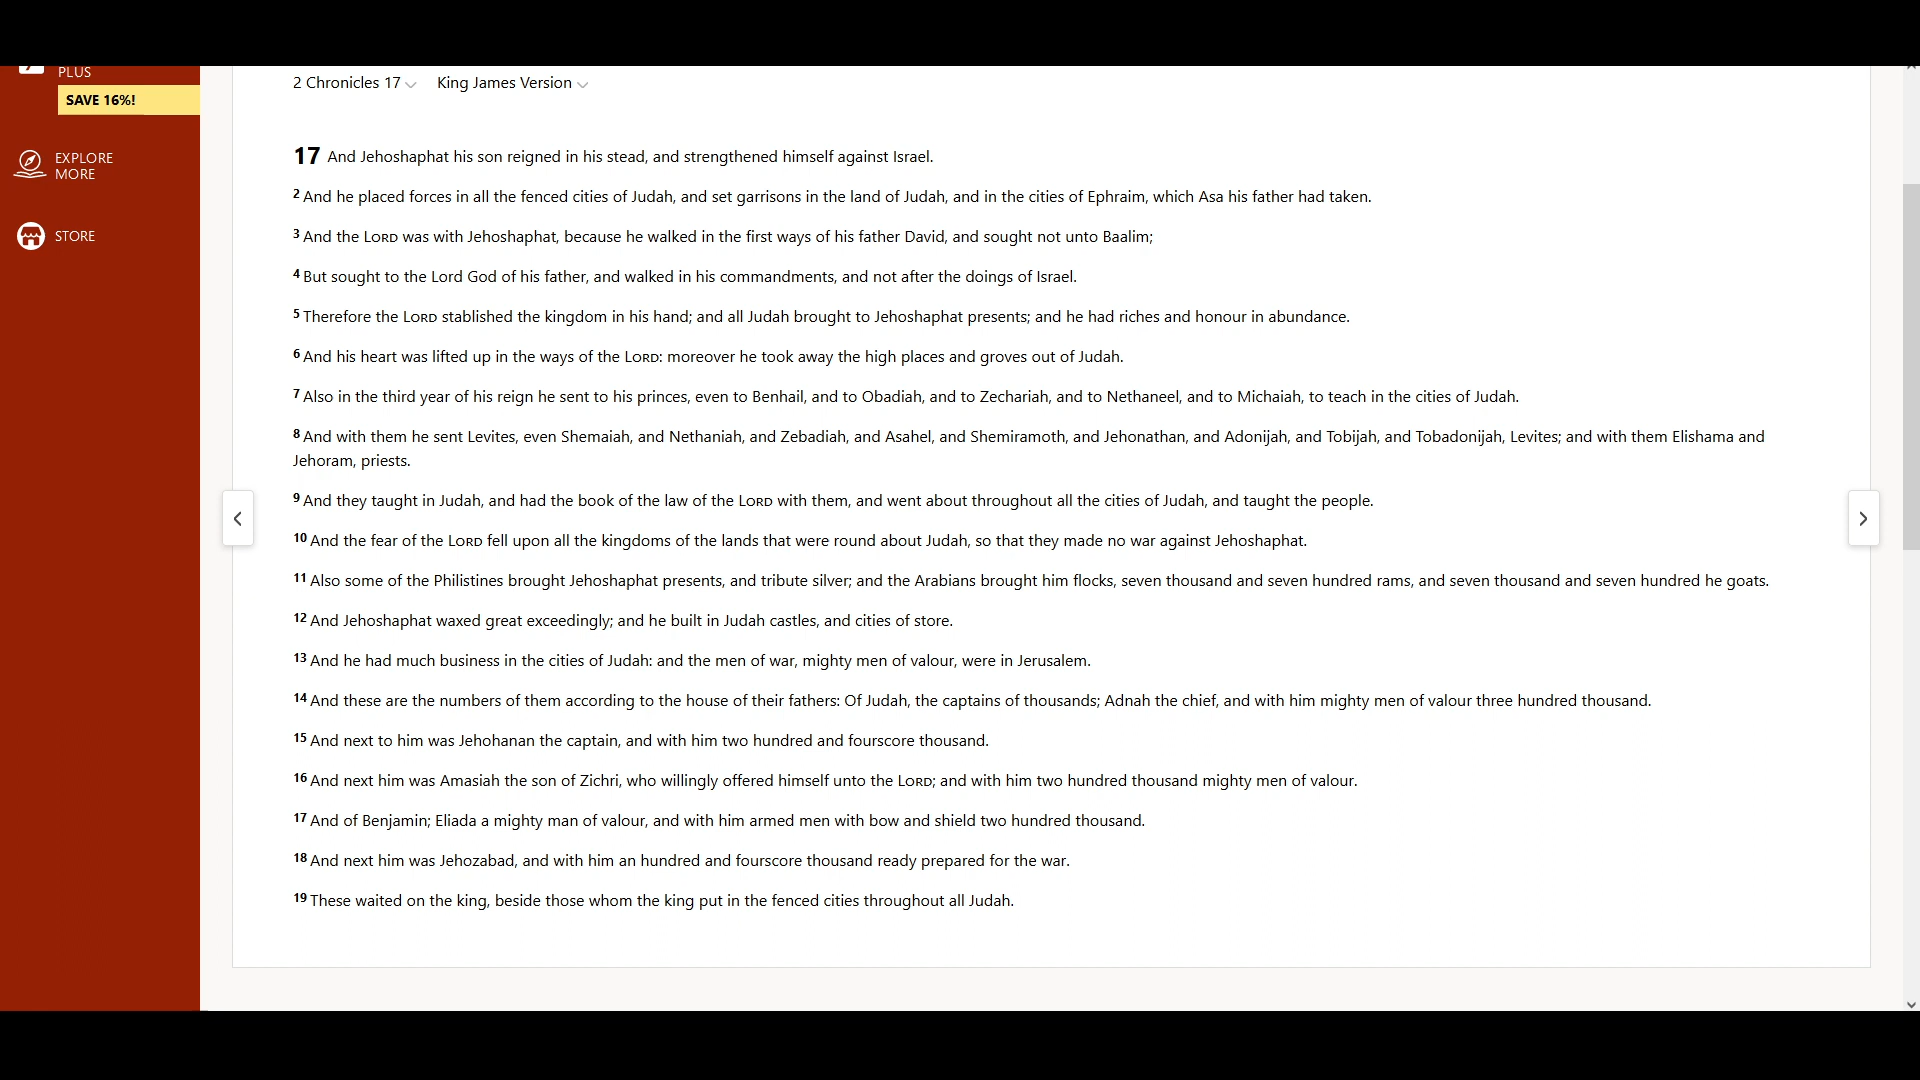 PLUS
SAVE 16%!
EXPLORE
MORE
STORE
2 Chronicles 17 King James Version
17 And Jehoshaphat his son reigned in his stead, and strengthened himself against Israel.
2 And he placed forces in all the fenced cities of Judah, and set garrisons in the land of Judah, and in the cities of Ephraim, which Asa his father had taken.
3 And the LORD was with Jehoshaphat, because he walked in the first ways of his father David, and sought not unto Baalim;
4 But sought to the Lord God of his father, and walked in his commandments, and not after the doings of Israel.
5 Therefore the LORD stablished the kingdom in his hand; and all Judah brought to Jehoshaphat presents; and he had riches and honour in abundance.
6 And his heart was lifted up in the ways of the LORD: moreover he took away the high places and groves out of Judah.
7 Also in the third year of his reign he sent to his princes, even to Benhail, and to Obadiah, and to Zechariah, and to Nethaneel, and to Michaiah, to teach in the cities of Judah.
8 And with them he sent Levites, even Shemaiah, and Nethaniah, and Zebadiah, and Asahel, and Shemiramoth, and Jehonathan, and Adonijah, and Tobijah, and Tobadonijah, Levites; and with them Elishama and
Jehoram, priests.
9 And they taught in Judah, and had the book of the law of the LORD with them, and went about throughout all the cities of Judah, and taught the people.
10 And the fear of the LORD fell upon all the kingdoms of the lands that were round about Judah, so that they made no war against Jehoshaphat.
11 Also some of the Philistines brought Jehoshaphat presents, and tribute silver; and the Arabians brought him flocks, seven thousand and seven hundred rams, and seven thousand and seven hundred he goats.
12 And Jehoshaphat waxed great exceedingly; and he built in Judah castles, and cities of store.
13 And he had much business in the cities of Judah: and the men of war, mighty men of valour, were in Jerusalem.
14 And these are the numbers of them according to the house of their fathers: Of Judah, the captains of thousands; Adnah the chief, and with him mighty men of valour three hundred thousand.
15 And next to him was Jehohanan the captain, and with him two hundred and fourscore thousand.
16 And next him was Amasiah the son of Zichri, who willingly offered himself unto the LORD; and with him two hundred thousand mighty men of valour.
17 And of Benjamin; Eliada a mighty man of valour, and with him armed men with bow and shield two hundred thousand.
18 And next him was Jehozabad, and with him an hundred and fourscore thousand ready prepared for the war.
19 These waited on the king, beside those whom the king put in the fenced cities throughout all Judah.